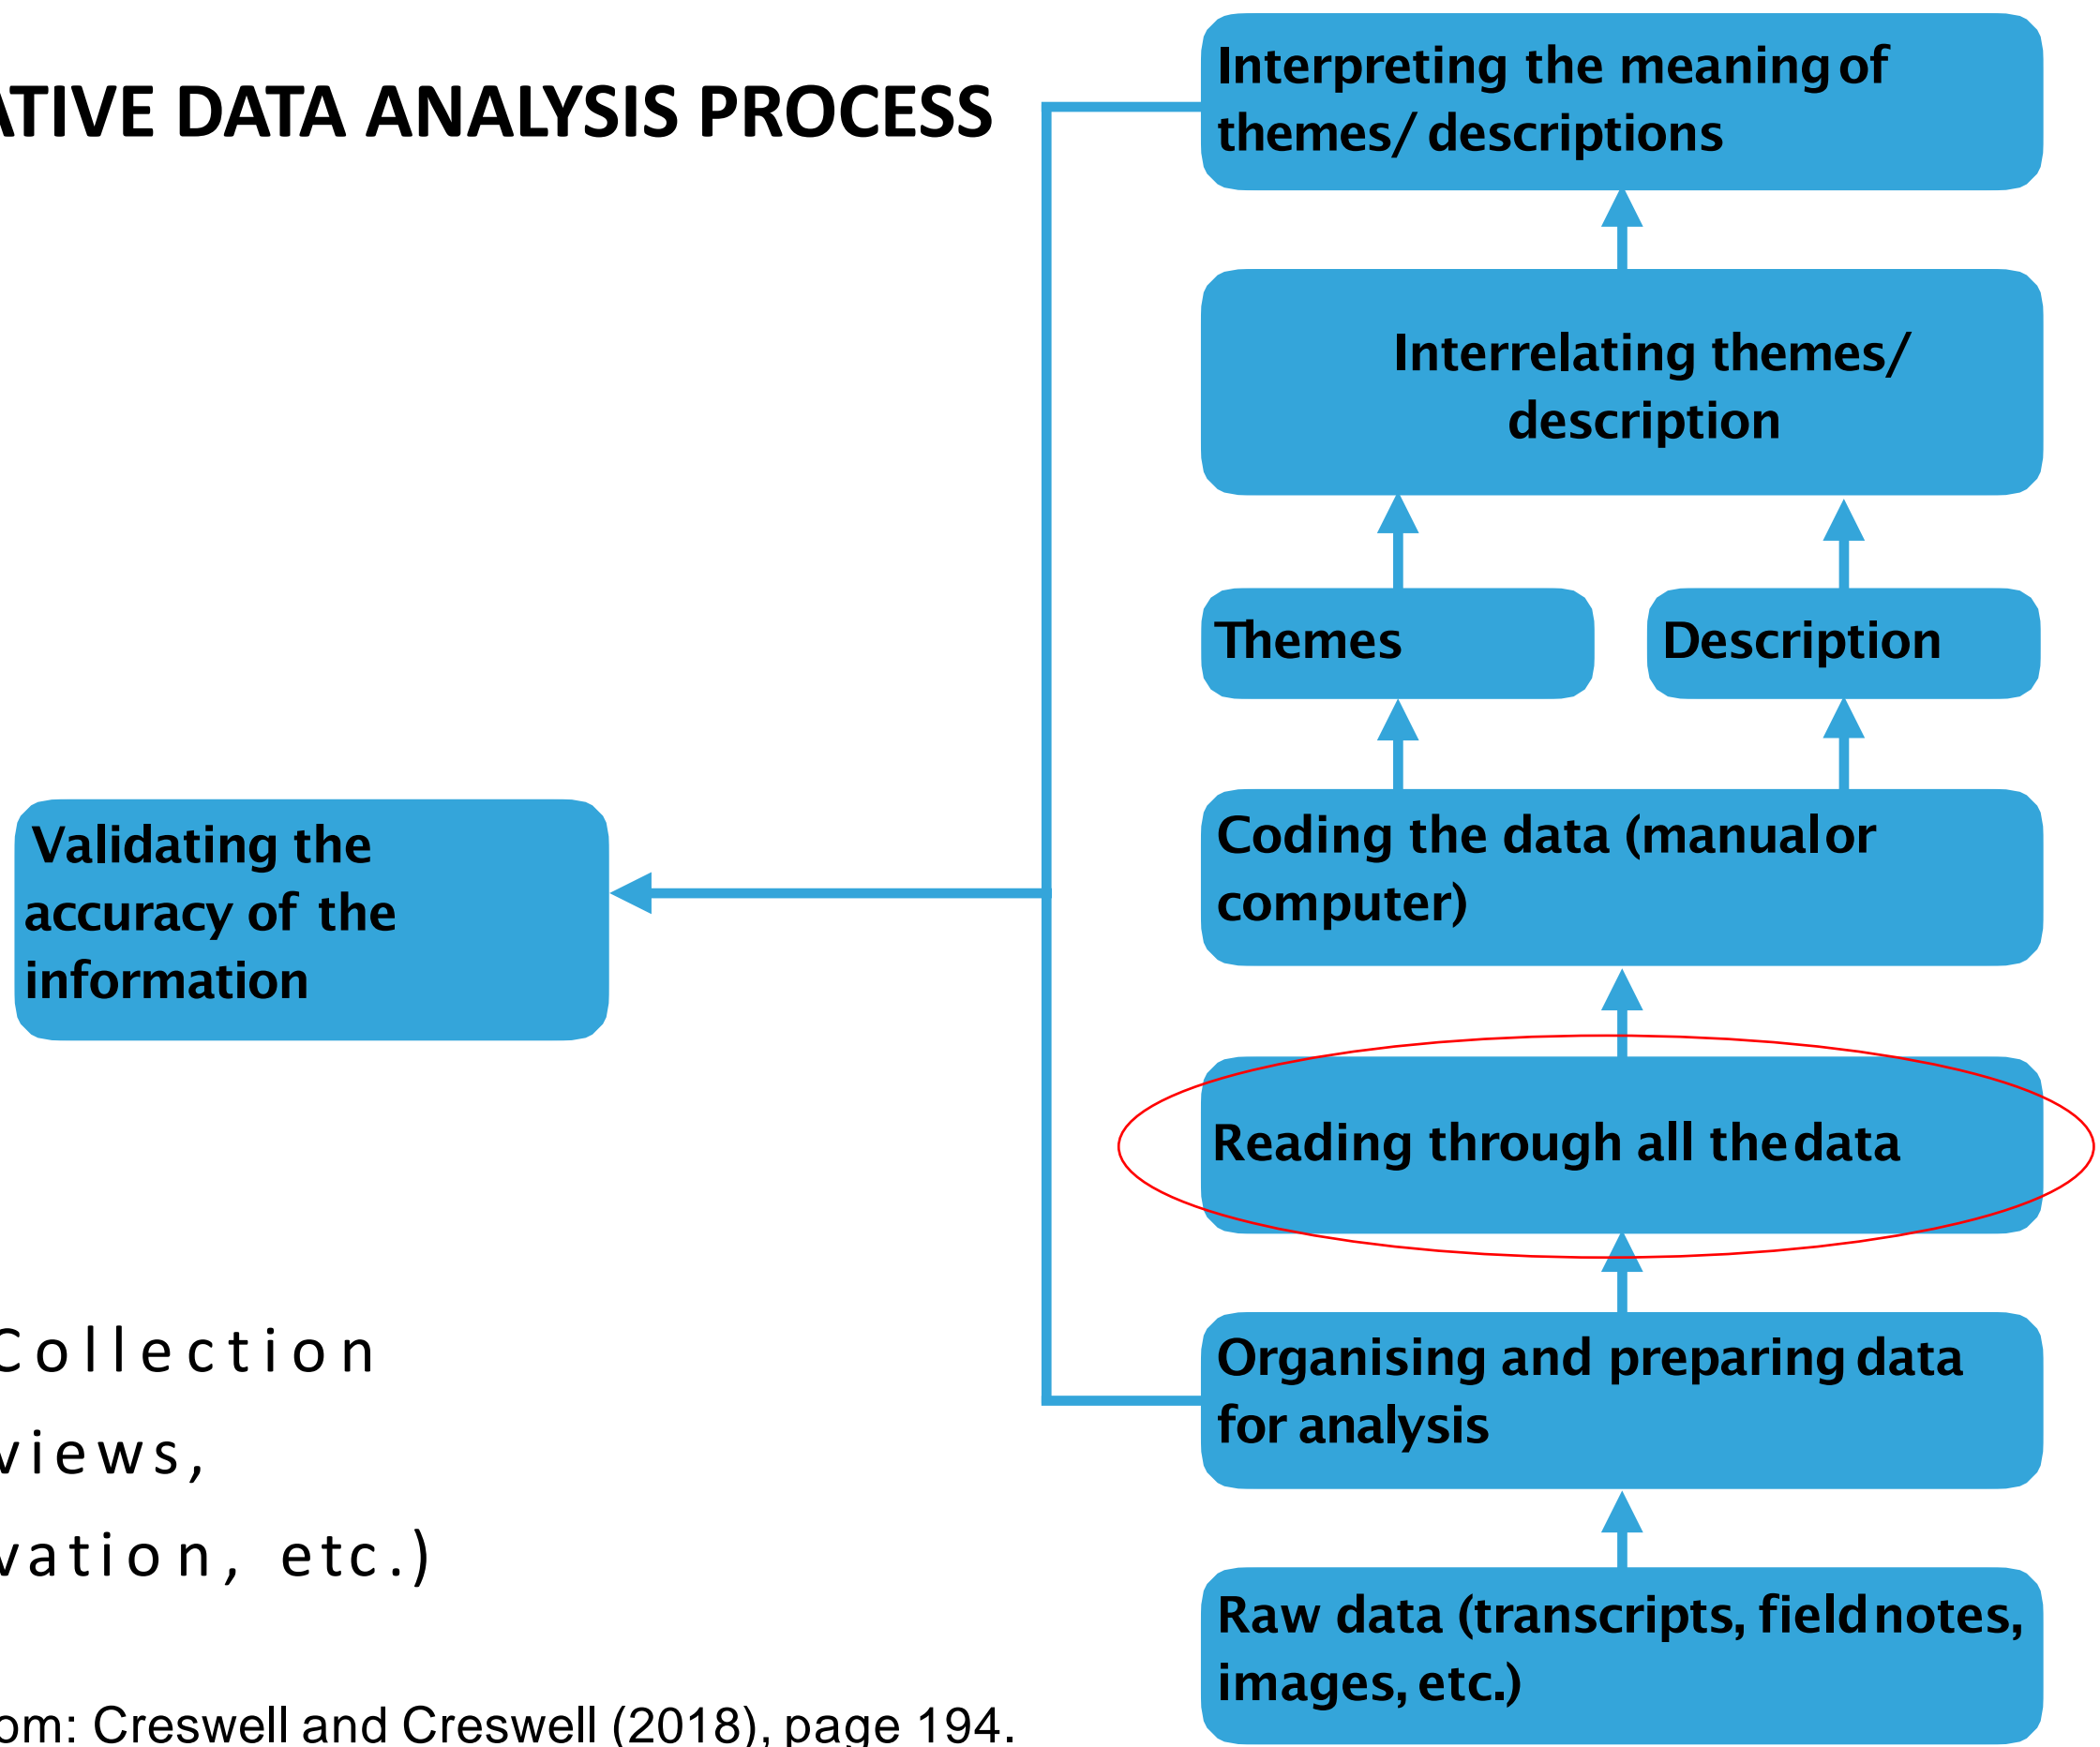 ATIVE DATA ANALYSIS PROCESS
Interpreting the meaning of
themes/descriptions
Interrelating themes/
description
Themes
Description
Validating the
accuracy of the
information
Coding the data (manual or
computer)
Reading through all the data
Organising and preparing data
for analysis
Raw data (transcripts, field notes,
images, etc.)
Collection
views,
vation, etc.)
om: Creswell and Creswell (2018), page 194.